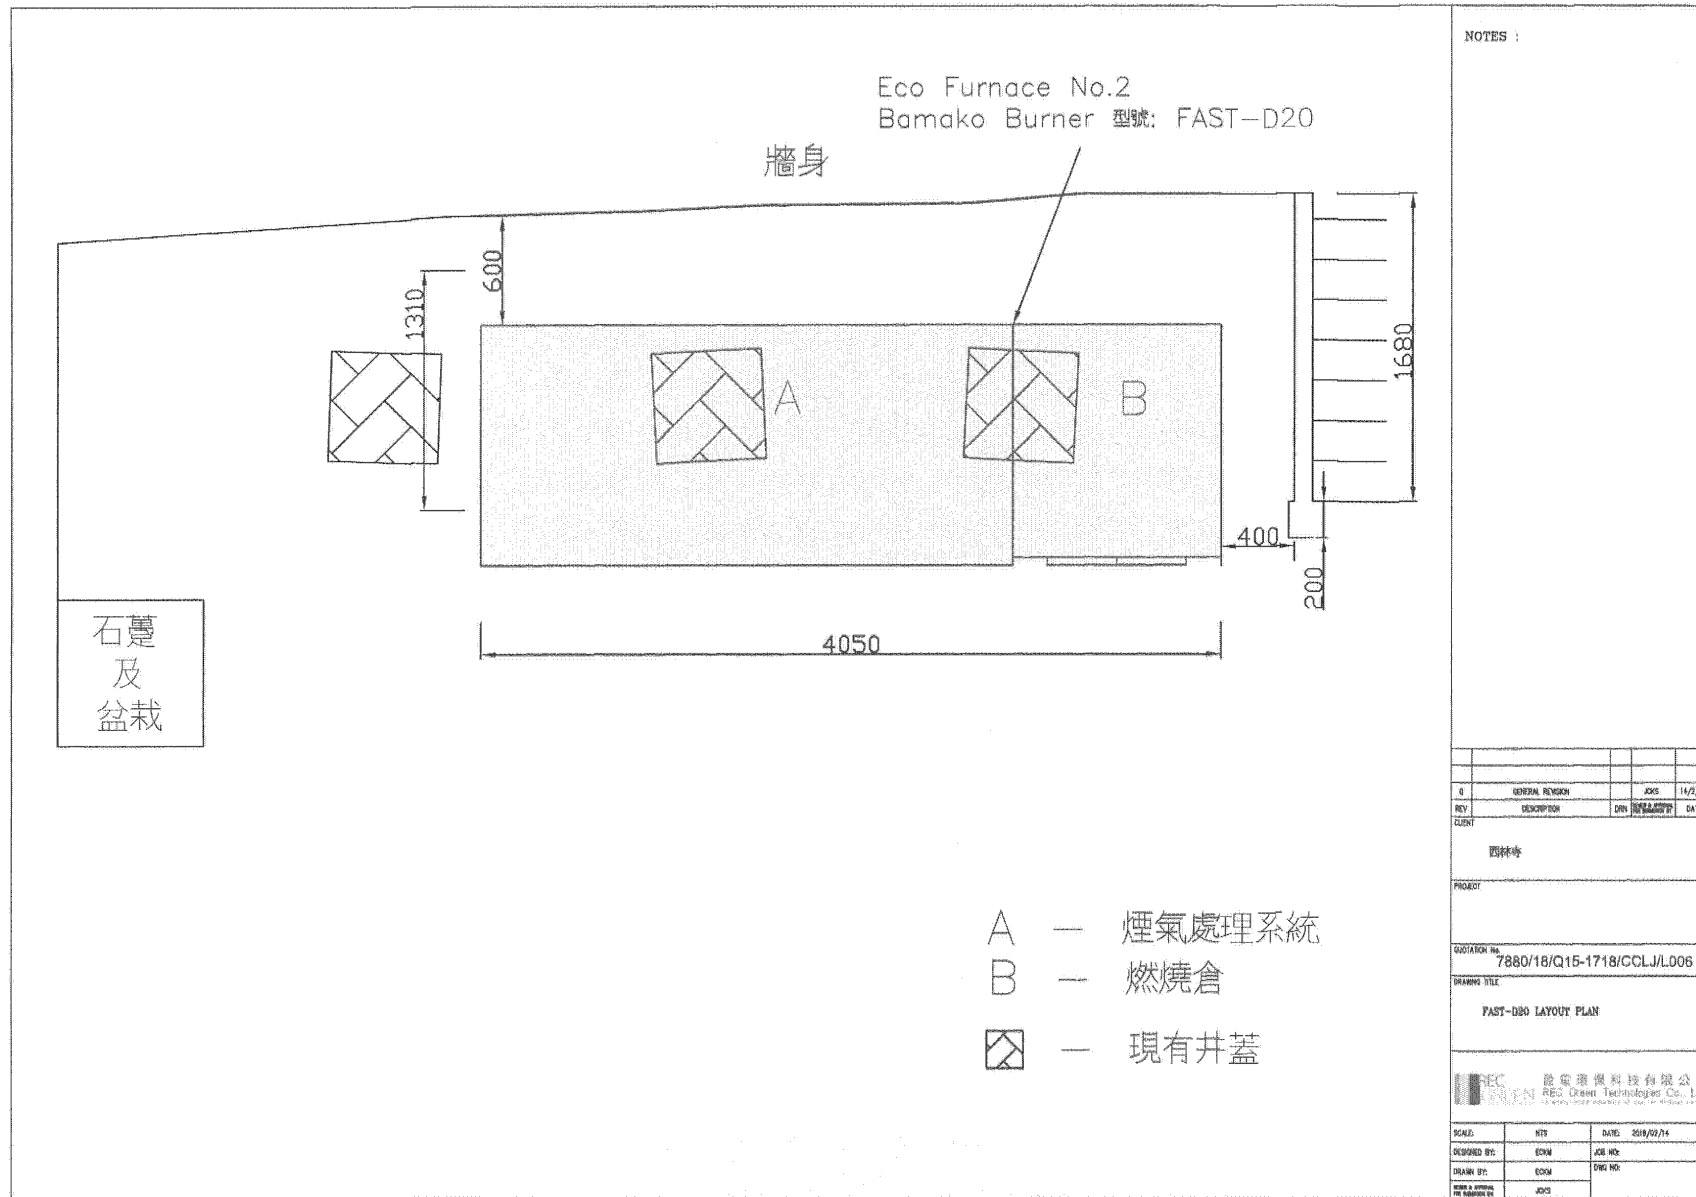 NOTES :
Eco Furnace No.2
Bamako Burner 型號: FAST-D20
牆身
600
1310
1680
A
B
400
200
4050
石躉
及
盆栽
A — 煙氣處理系統
B — 燃燒倉
— 現有井蓋
0 GENERAL REVISION JCKS
REV DESCRIPTION DRN
CLIENT
西林寺
PROJECT
QUOTATION No.
7880/18/Q15-1718/CCLJ/L006
DRAWING TITLE
FAST-D20 LAYOUT PLAN
REC
GREEN
REC Green Technologies Co.,
SCALE: NTS DATE: 2018/02/14
DESIGNED BY: ECKM JOB NO:
DRAWN BY: ECKM DWG NO:
JCKS